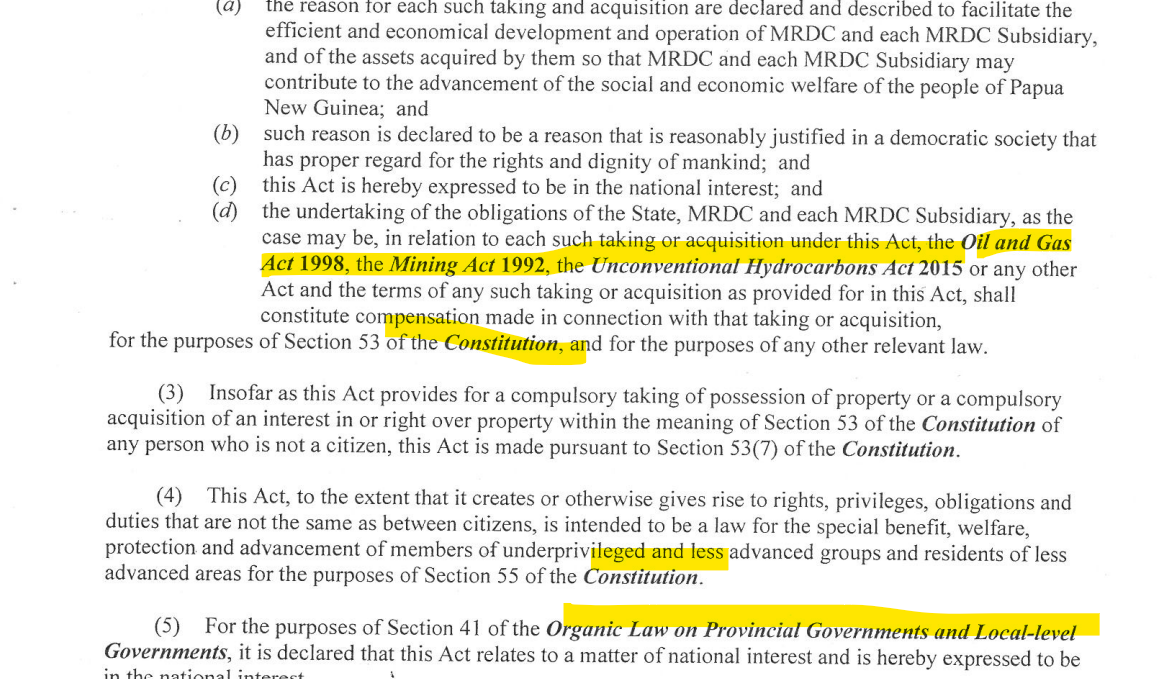 (a) the reason for each such taking and acquisition are declared and described to facilitate the
efficient and economical development and operation of MRDC and each MRDC Subsidiary,
and of the assets acquired by them so that MRDC and each MRDC Subsidiary may
contribute to the advancement of the social and economic welfare of the people of Papua
New Guinea; and
(b) such reason is declared to be a reason that is reasonably justified in a democratic society that
has proper regard for the rights and dignity of mankind; and
(c) this Act is hereby expressed to be in the national interest; and
(d) the undertaking of the obligations of the State, MRDC and each MRDC Subsidiary, as the
case may be, in relation to each such taking or acquisition under this Act, the Oil and Gas
Act 1998, the Mining Act 1992, the Unconventional Hydrocarbons Act 2015 or any other
Act and the terms of any such taking or acquisition as provided for in this Act, shall
constitute compensation made in connection with that taking or acquisition,
for the purposes of Section 53 of the Constitution, and for the purposes of any other relevant law.
(3) Insofar as this Act provides for a compulsory taking of possession of property or a compulsory
acquisition of an interest in or right over property within the meaning of Section 53 of the Constitution of
any person who is not a citizen, this Act is made pursuant to Section 53(7) of the Constitution.
(4) This Act, to the extent that it creates or otherwise gives rise to rights, privileges, obligations and
duties that are not the same as between citizens, is intended to be a law for the special benefit, welfare,
protection and advancement of members of underprivileged and less advanced groups and residents of less
advanced areas for the purposes of Section 55 of the Constitution.
(5) For the purposes of Section 41 of the Organic Law on Provincial Governments and Local-level
Governments, it is declared that this Act relates to a matter of national interest and is hereby expressed to be
in the national interest